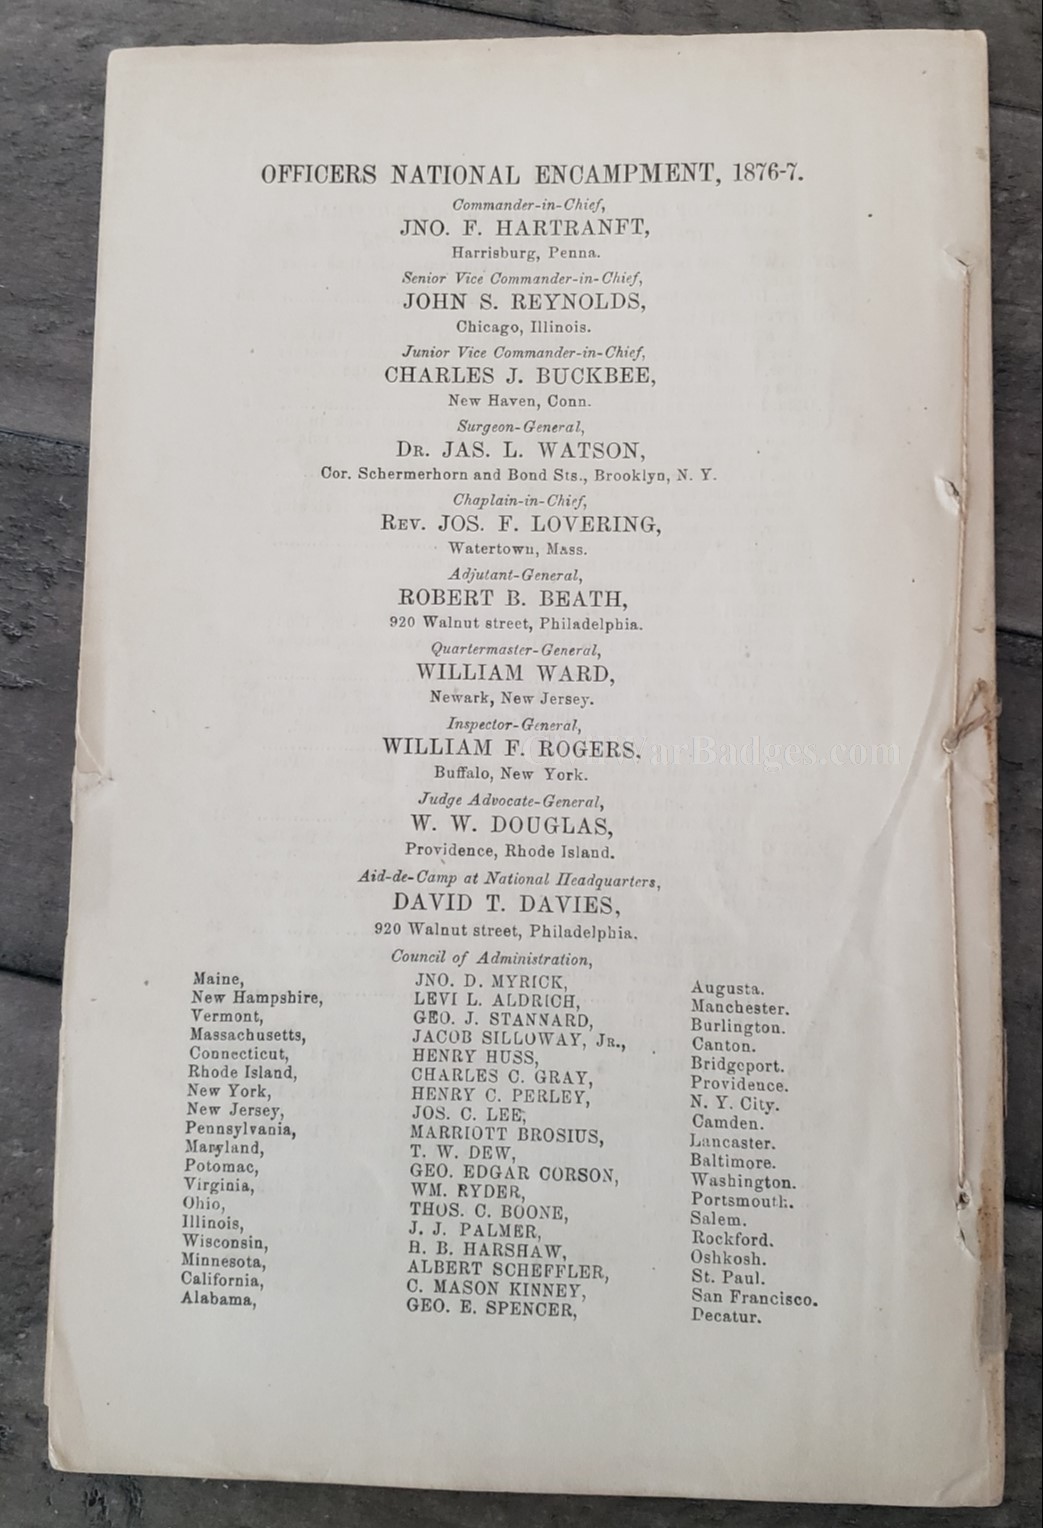 OFFICERS NATIONAL ENCAMPMENT, 1876-7.
Commander-in-Chief,
JNO. F. HARTRANFT,
Harrisburg, Penna.
Senior Vice Commander-in-Chief,
JOHN S. REYNOLDS,
Chicago, Illinois.
Junior Vice Commander-in-Chief,
CHARLES J. BUCKBEE,
New Haven, Conn.
Surgeon-General,
DR. JAS. L. WATSON,
Cor. Schermerhorn and Bond Sts., Brooklyn, N. Y.
Chaplain-in-Chief,
REV. JOS. F. LOVERING,
Watertown, Mass.
Adjutant-General,
ROBERT B. BEATH,
920 Walnut street, Philadelphia.
Quartermaster-General,
WILLIAM WARD,
Newark, New Jersey.
Inspector-General,
WILLIAM F. ROGERS,
CivilWarBadges.com
Buffalo, New York.
Judge Advocate-General,
W. W. DOUGLAS,
Providence, Rhode Island.
Aid-de-Camp at National Headquarters,
DAVID T. DAVIES,
920 Walnut street, Philadelphia.
Council of Administration,
Maine, JNO. D. MYRICK, Augusta.
New Hampshire, LEVI L. ALDRICH, Manchester.
Vermont, GEO. J. STANNARD, Burlington.
Massachusetts, JACOB SILLOWAY, JR., Canton.
Connecticut, HENRY HUSS, Bridgeport.
Rhode Island, CHARLES C. GRAY, Providence.
New York, HENRY C. PERLEY, N. Y. City.
New Jersey, JOS. C. LEE, Camden.
Pennsylvania, MARRIOTT BROSIUS, Lancaster.
Maryland, T. W. DEW, Baltimore.
Potomac, GEO. EDGAR CORSON, Washington.
Virginia, WM. RYDER, Portsmouth.
Ohio, THOS. C. BOONE, Salem.
Illinois, J. J. PALMER, Rockford.
Wisconsin, H. B. HARSHAW, Oshkosh.
Minnesota, ALBERT SCHEFFLER, St. Paul.
California, C. MASON KINNEY, San Francisco.
Alabama, GEO. E. SPENCER, Decatur.